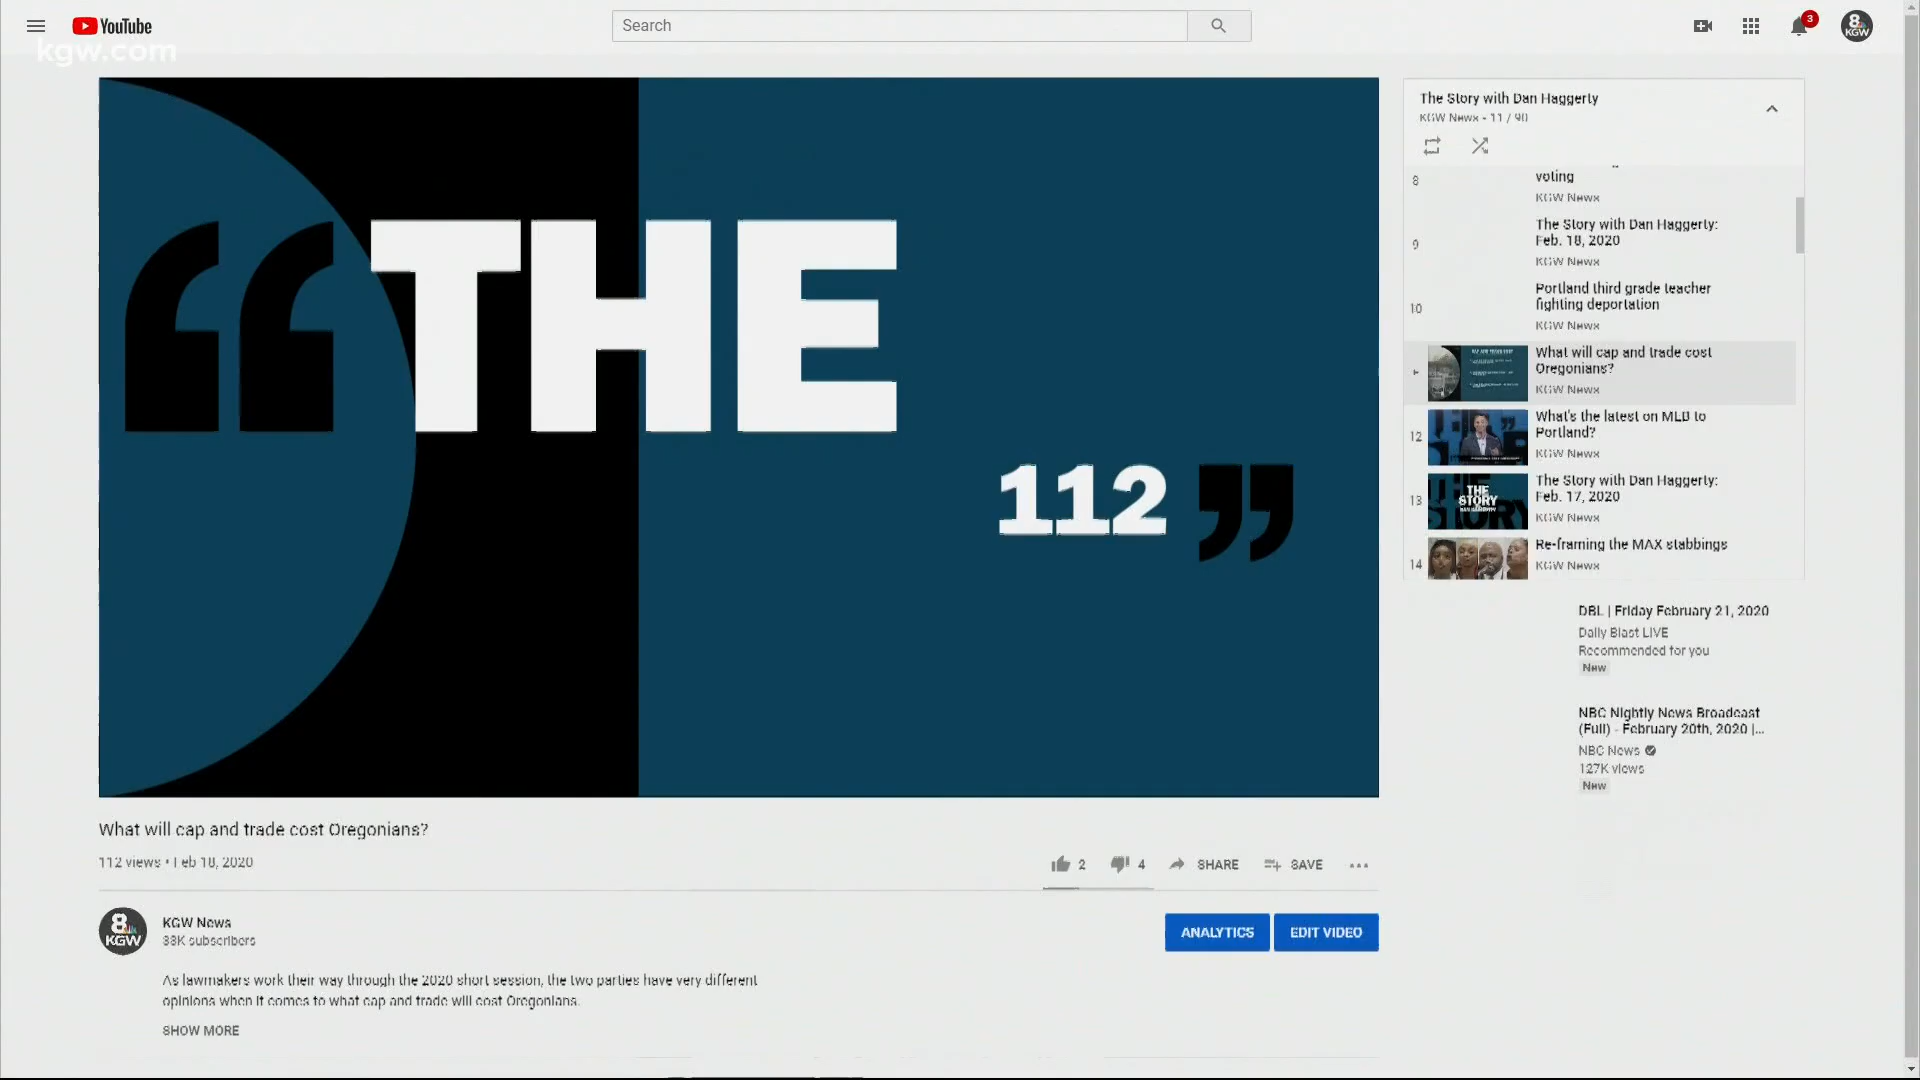 YouTube
Search
3
8
KGW
kgw.com
THE
112
The Story with Dan Haggerty
KGW News - 11 / 90
8
voting
KGW News
9
The Story with Dan Haggerty:
Feb. 18, 2020
KGW News
10
Portland third grade teacher
fighting deportation
KGW News
What will cap and trade cost
Oregonians?
KGW News
12
What's the latest on MLB to
Portland?
KGW News
13
THE
STORY
The Story with Dan Haggerty:
Feb. 17, 2020
KGW News
14
Re-framing the MAX stabbings
KGW News
DBL | Friday February 21, 2020
Daily Blast LIVE
Recommended for you
New
NBC Nightly News Broadcast
(Full) - February 20th, 2020 |...
NBC News
127K views
New
What will cap and trade cost Oregonians?
112 views • Feb 18, 2020
2
4
SHARE
SAVE
8
KGW
KGW News
38K subscribers
ANALYTICS
EDIT VIDEO
As lawmakers work their way through the 2020 short session, the two parties have very different
opinions when it comes to what cap and trade will cost Oregonians.
SHOW MORE